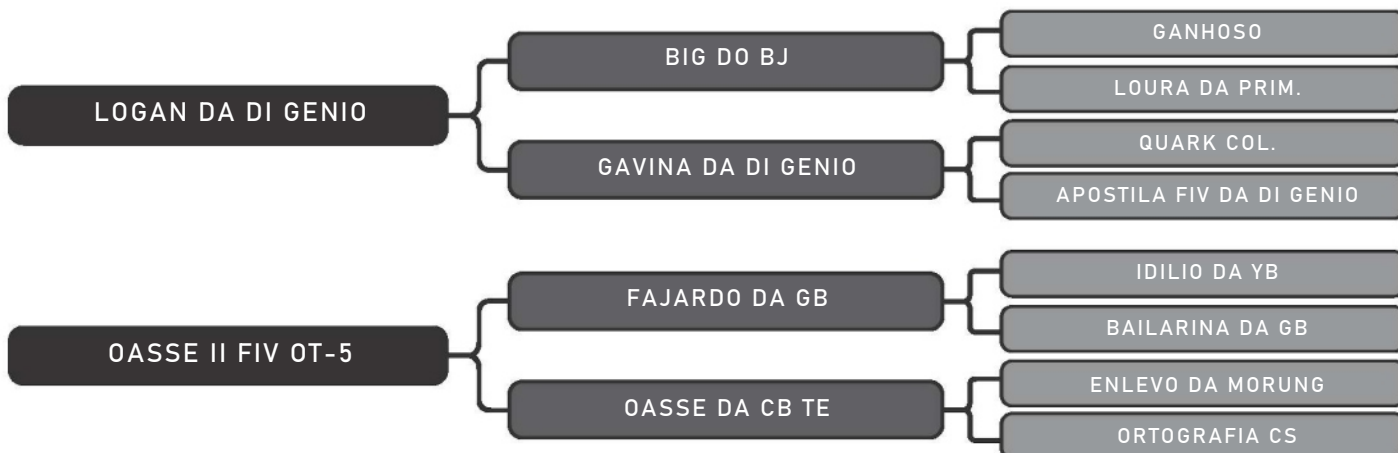 LOGAN DA DI GENIO
BIG DO BJ
GANHOSO
LOURA DA PRIM.
GAVINA DA DI GENIO
QUARK COL.
APOSTILA FIV DA DI GENIO
OASSE II FIV OT-5
FAJARDO DA GB
IDILIO DA YB
BAILARINA DA GB
OASSE DA CB TE
ENLEVO DA MORUNG
ORTOGRAFIA CS